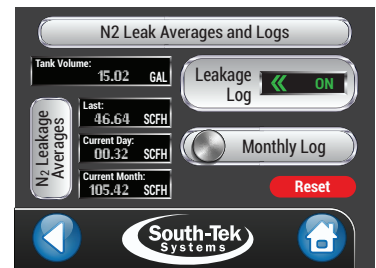 N2 Leak Averages and Logs
Tank Volume:
15.02 GAL
Leakage
Log
ON
N2 Leakage
Averages
Last:
46.64 SCFH
Current Day:
00.32 SCFH
Current Month:
105.42 SCFH
Monthly Log
Reset
South-Tek
Systems